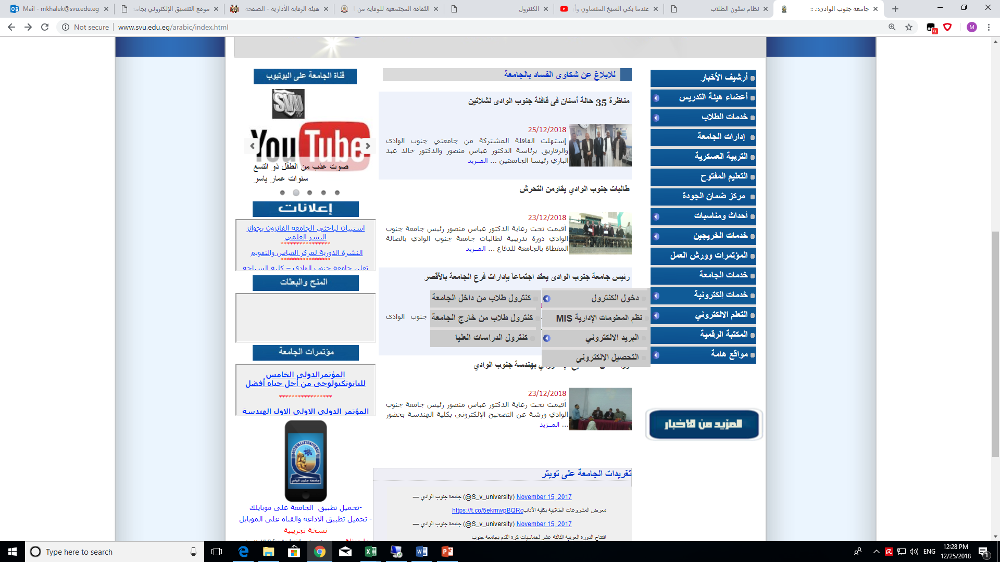 Mail - mkhalek@svu.edu.eg
موقع التنسيق الإلكتروني بجامع
هيئة الرقابة الأدارية - الصفحة
الثقافة المجتمعية للوقاية من ا
الكنترول
عندما بكي الشيخ المنشاوي
نظام شئون الطلاب
جامعة جنوب الوادى::. ::
Not secure
www.svu.edu.eg/arabic/index.html
M
9
قناة الجامعة على اليوتيوب
SVU
TV
YouTube
صوت عذب من الطفل ذو التسع
سنوات عمار ياسر
إعلانات
استبيان لباحثي الجامعه الفائزون بجوائز
النشر العلمي
****************
النشرة الدورية لمركز القياس والتقويم
****************
تعلن جامعة جنوب الوادي – كلية السياحة
المنح والبعثات
مؤتمرات الجامعة
المؤتمرالدولى الخامس
للنانوتكنولوجى من أجل حياه أفضل
*****************
المؤتمر الدولى الاولى الاول الهندسة
SOUTH VALLEY UNIVERSITY
جامعة جنوب الوادي
-تحميل تطبيق الجامعة على موبايلك
- تحميل تطبيق الاذاعة والقناة على الموبايل
نسخة تجريبية
للابلاغ عن شكاوى الفساد بالجامعة
مناظرة 35 حالة أسنان فى قافلة جنوب الوادى لشلاتين
25/12/2018
إستهلت القافلة المشتركة من جامعتي جنوب الوادى
والزقازيق برئاسة الدكتور عباس منصور والدكتور خالد عبد
الباري رئيسا الجامعتين ... المــزيد
طالبات جنوب الوادي يقاومن التحرش
23/12/2018
أقيمت تحت رعاية الدكتور عباس منصور رئيس جامعة جنوب
الوادي دورة تدريبية لطالبات جامعة جنوب الوادي بالصالة
المغطاة بالجامعة للدفاع ... المــزيد
رئيس جامعة جنوب الوادى يعقد اجتماعاً بإدارات فرع الجامعة بالأقصر
جنوب الوادى
دخول الكنترول
نظم المعلومات الإدارية MIS
البريد الالكتروني
التحصيل الالكترونى
كنترول طلاب من داخل الجامعة
كنترول طلاب من خارج الجامعة
كنترول الدراسات العليا
بهندسة جنوب الوادي
23/12/2018
أقيمت تحت رعاية الدكتور عباس منصور رئيس جامعة جنوب
الوادي ورشة عن التصحيح الإلكتروني بكلية الهندسة بحضور
... المــزيد
تغريدات الجامعة على تويتر
— جامعة جنوب الوادي (@S_v_university) November 15, 2017
معرض المشروعات الطلابية بكلية الأداب https://t.co/5ekmwpBQRc
— جامعة جنوب الوادي (@S_v_university) November 15, 2017
افتتاح الدورة العربية الثالثة عشر لخماسيات كرة القدم بجامعة جنوب
أرشيف الأخبار
أعضاء هيئة التدريس
خدمات الطلاب
إدارات الجامعة
التربية العسكرية
التعليم المفتوح
مركز ضمان الجودة
أحداث ومناسبات
خدمات الخريجين
المؤتمرات وورش العمل
خدمات الجامعة
خدمات إلكترونية
التعلم الالكتروني
المكتبة الرقمية
مواقع هامة
المزيد من الاخبار
Type here to search
ENG
12:28 PM
12/25/2018
1